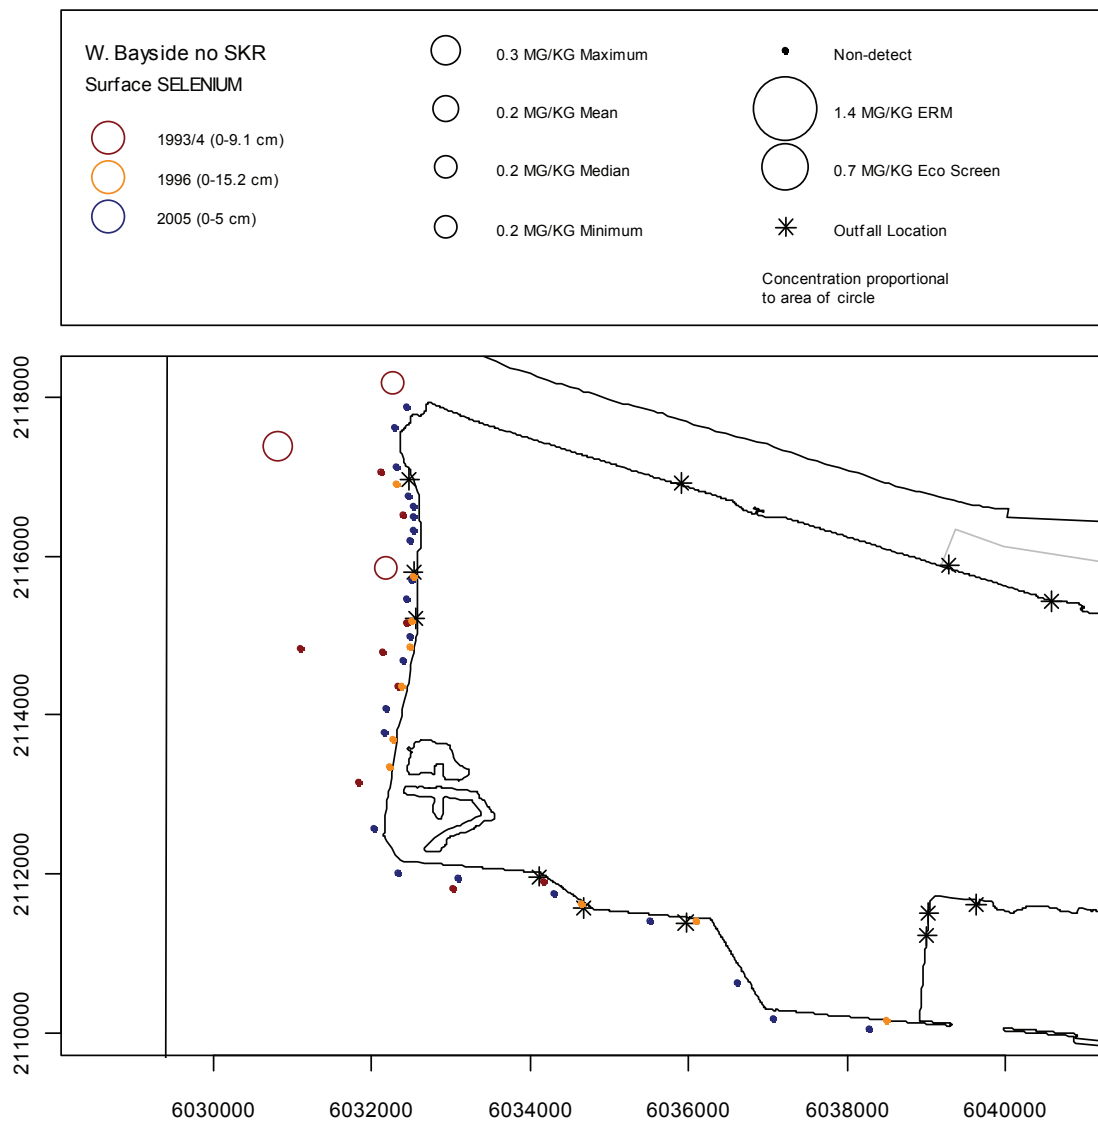 W. Bayside no SKR
Surface SELENIUM
1993/4 (0-9.1 cm)
1996 (0-15.2 cm)
2005 (0-5 cm)
0.3 MG/KG Maximum
0.2 MG/KG Mean
0.2 MG/KG Median
0.2 MG/KG Minimum
Non-detect
1.4 MG/KG ERM
0.7 MG/KG Eco Screen
Outfall Location
Concentration proportional
to area of circle
2118000
2116000
2114000
2112000
2110000
6030000
6032000
6034000
6036000
6038000
6040000